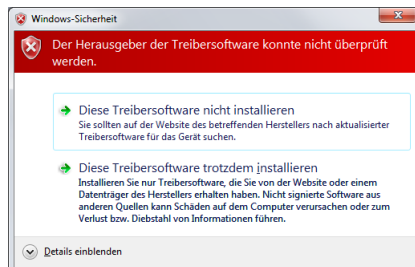 Windows-Sicherheit
Der Herausgeber der Treibersoftware konnte nicht überprüft
werden.
Diese Treibersoftware nicht installieren
Sie sollten auf der Website des betreffenden Herstellers nach aktualisierter
Treibersoftware für das Gerät suchen.
Diese Treibersoftware trotzdem installieren
Installieren Sie nur Treibersoftware, die Sie von der Website oder einem
Datenträger des Herstellers erhalten haben. Nicht signierte Software aus
anderen Quellen kann Schäden auf dem Computer verursachen oder zum
Verlust bzw. Diebstahl von Informationen führen.
Details einblenden